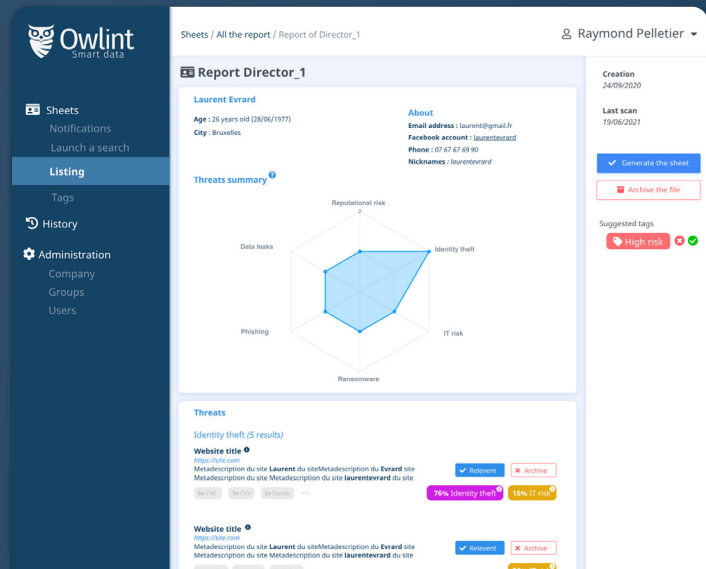 Owlint
Smart data
Sheets
Notifications
Launch a search
Listing
Tags
History
Administration
Company
Groups
Users
Sheets / All the report / Report of Director_1
Raymond Pelletier
Report Director_1
Laurent Evrard
Age : 26 years old (28/06/1977)
City : Bruxelles
About
Email address : laurent@gmail.fr
Facebook account : laurentevrard
Phone : 07 67 67 69 90
Nicknames : laurentevrard
Threats summary ?
Reputational risk
2
Identity theft
IT risk
Ransomware
Phishing
Data leaks
Threats
Identity theft (5 results)
Website title
https://site.com
Metadescription du site Laurent du siteMetadescription du Evrard site
Metadescription du site Metadescription du site laurentevrard du site
6x CNI 5x CVV 3x Dump ...
Relevent
Archive
76% Identity theft
16% IT risk
Website title
https://site.com
Metadescription du site Laurent du siteMetadescription du Evrard site
Metadescription du site Metadescription du site laurentevrard du site
Relevent
Archive
Creation
24/09/2020
Last scan
19/06/2021
Generate the sheet
Archive the file
Suggested tags
High risk